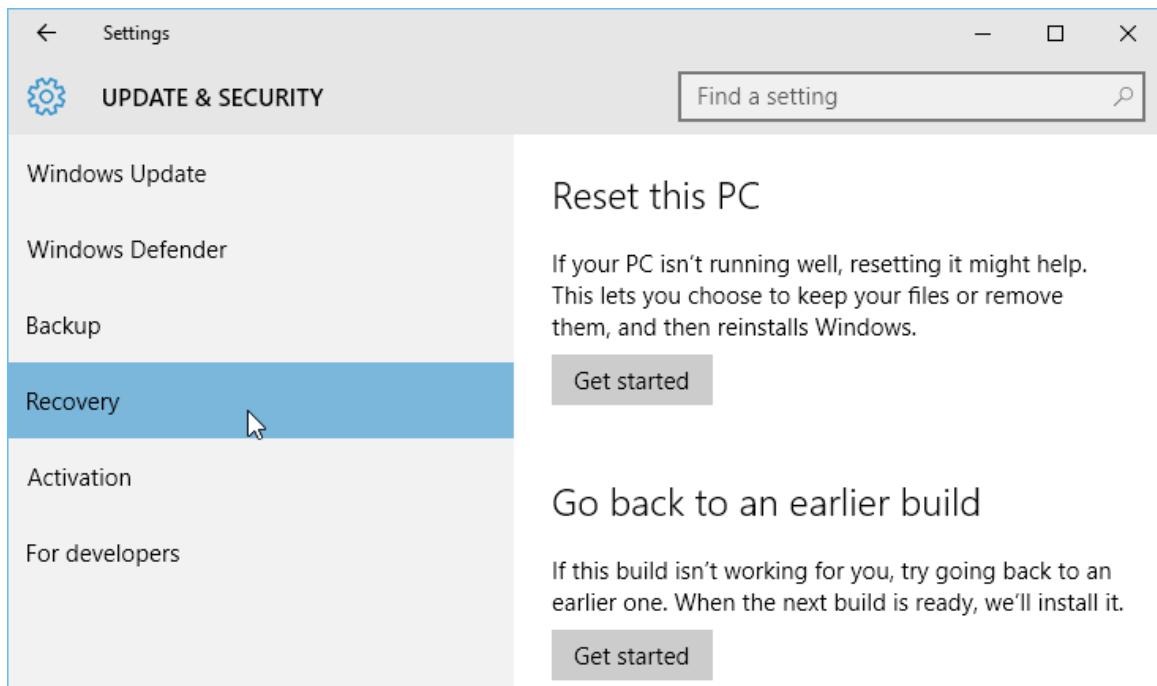 Settings
UPDATE & SECURITY
Find a setting
Windows Update
Windows Defender
Backup
Recovery
Activation
For developers
Reset this PC
If your PC isn’t running well, resetting it might help.
This lets you choose to keep your files or remove
them, and then reinstalls Windows.
Get started
Go back to an earlier build
If this build isn’t working for you, try going back to an
earlier one. When the next build is ready, we’ll install it.
Get started